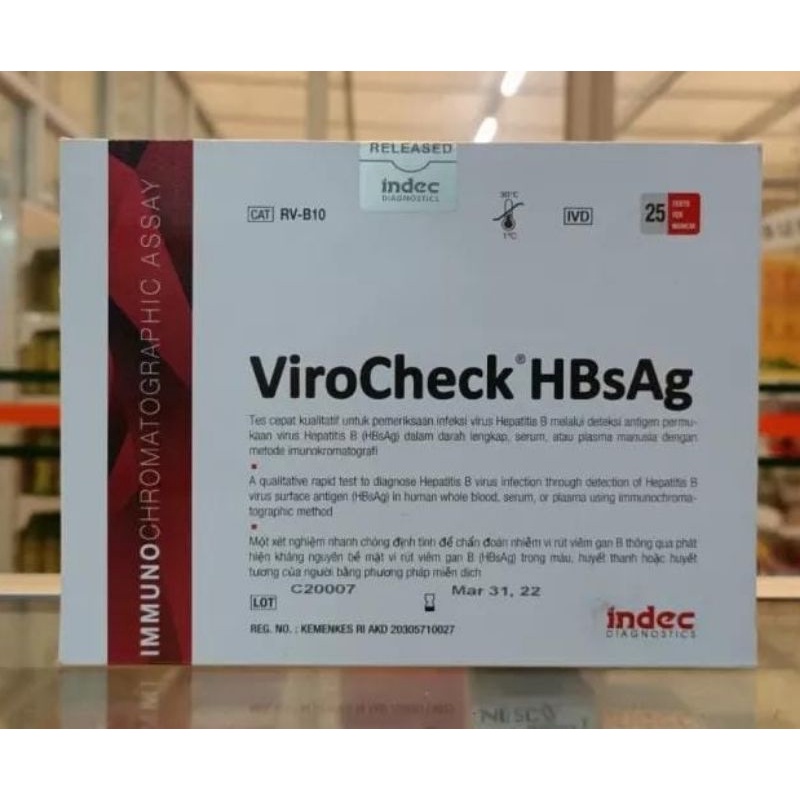 RELEASED
indec
DIAGNOSTICS
CAT RV-B10
30°C
1°C
IVD
25 TESTS
PER
IMMUNOCHROMATOGRAPHIC ASSAY
ViroCheck® HBsAg
Tes cepat kualitatif untuk pemeriksaan infeksi virus Hepatitis B melalui deteksi antigen permu-
kaan virus Hepatitis B (HBsAg) dalam darah lengkap, serum, atau plasma manusia dengan
metode imunokromatografi
A qualitative rapid test to diagnose Hepatitis B virus infection through detection of Hepatitis B
virus surface antigen (HBsAg) in human whole blood, serum, or plasma using immunochroma-
tographic method
Một xét nghiệm nhanh chóng định tính để chẩn đoán nhiễm vi rút viêm gan B thông qua phát
hiện kháng nguyên bề mặt vi rút viêm gan B (HBsAg) trong máu, huyết thanh hoặc huyết
tương của người bằng phương pháp miễn dịch
LOT C20007
Mar 31, 22
REG. NO. : KEMENKES RI AKD 20305710027
indec
DIAGNOSTICS